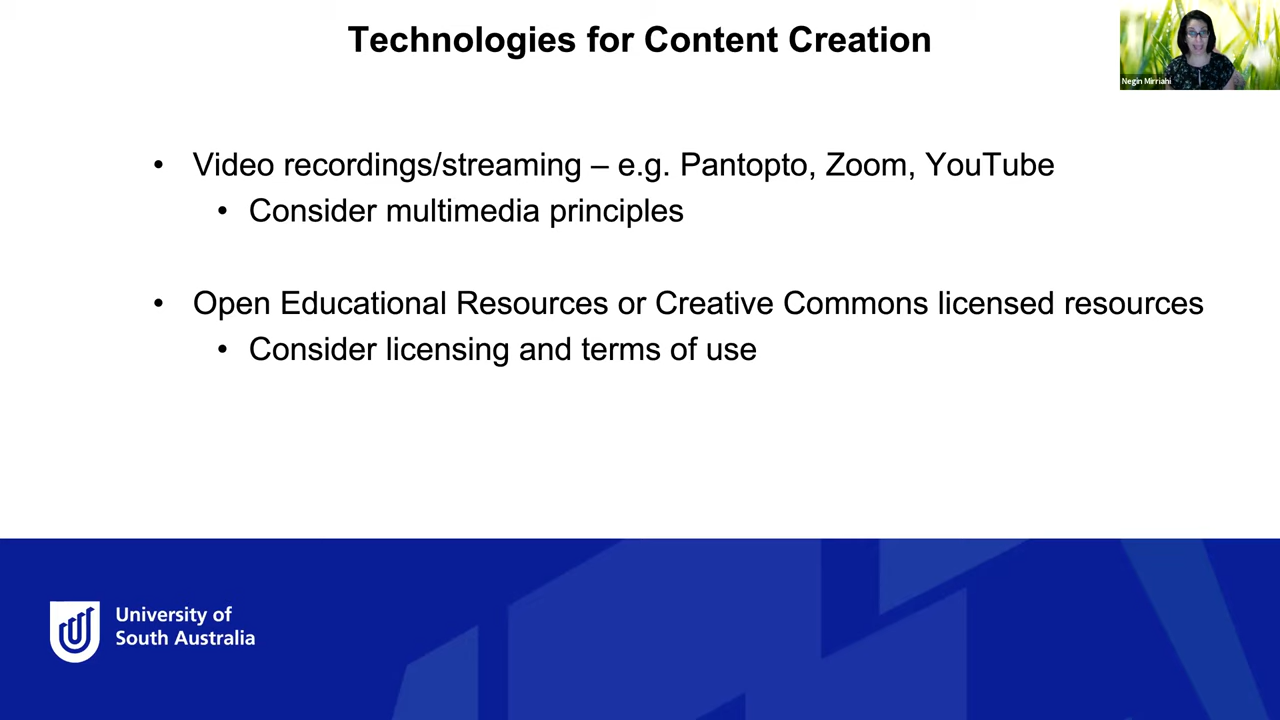 Technologies for Content Creation
Negin Mirriahi
• Video recordings/streaming – e.g. Pantopto, Zoom, YouTube
• Consider multimedia principles
• Open Educational Resources or Creative Commons licensed resources
• Consider licensing and terms of use
University of
South Australia